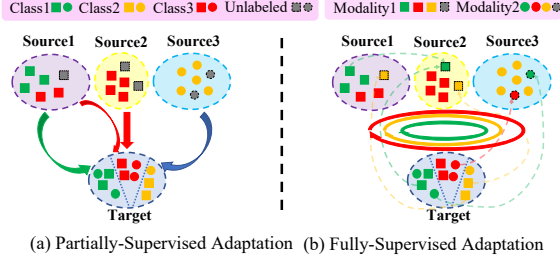 Class1 Class2 Class3 Unlabeled Modality1 Modality2
Source1 Source2 Source3 Source1 Source2 Source3
Target Target
(a) Partially-Supervised Adaptation (b) Fully-Supervised Adaptation